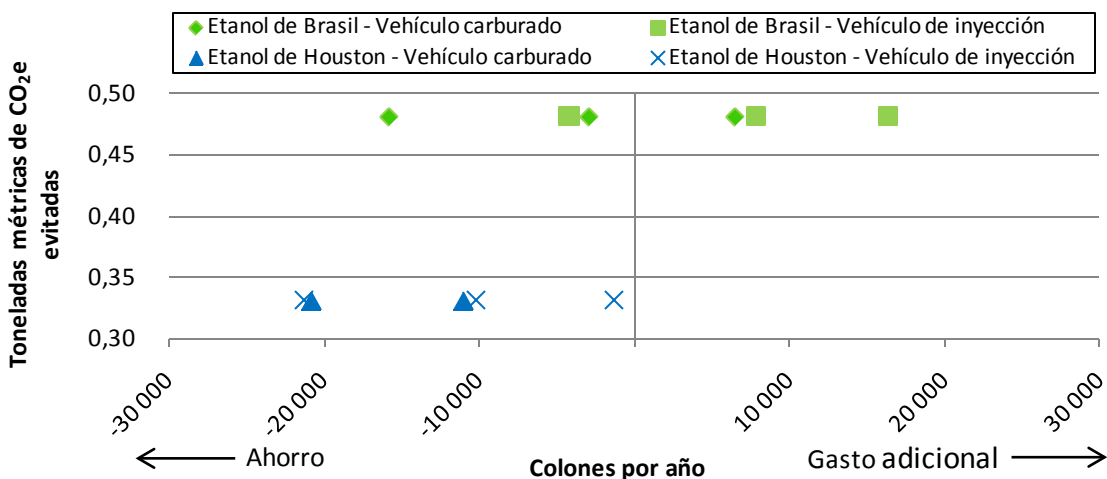 Etanol de Brasil - Vehículo carburado
Etanol de Brasil - Vehículo de inyección
Etanol de Houston - Vehículo carburado
Etanol de Houston - Vehículo de inyección
Toneladas métricas de CO2e
evitadas
0,50
0,45
0,40
0,35
0,30
-30 000
-20 000
-10 000
10 000
20 000
30 000
Ahorro
Colones por año
Gasto adicional